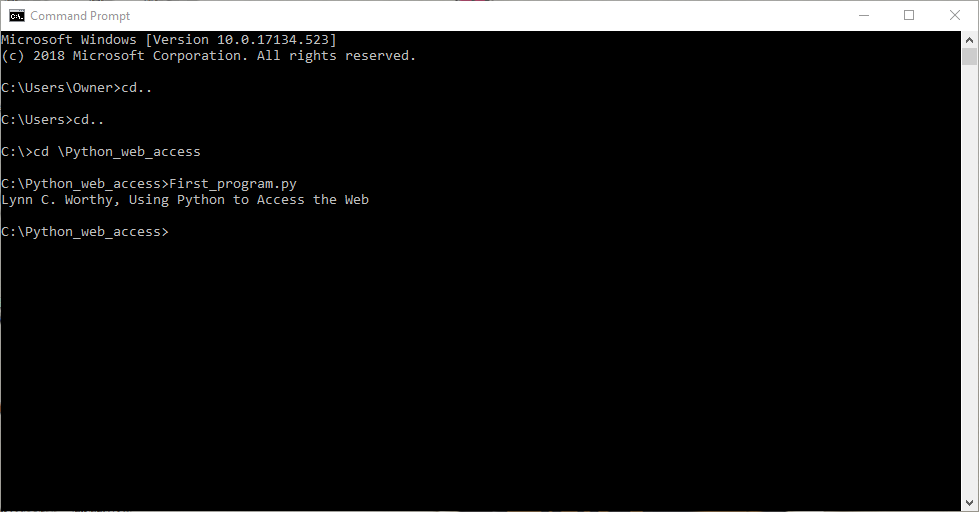 Command Prompt
Microsoft Windows [Version 10.0.17134.523]
(c) 2018 Microsoft Corporation. All rights reserved.
C:\Users\Owner>cd..
C:\Users>cd..
C:\>cd \Python_web_access
C:\Python_web_access>First_program.py
Lynn C. Worthy, Using Python to Access the Web
C:\Python_web_access>